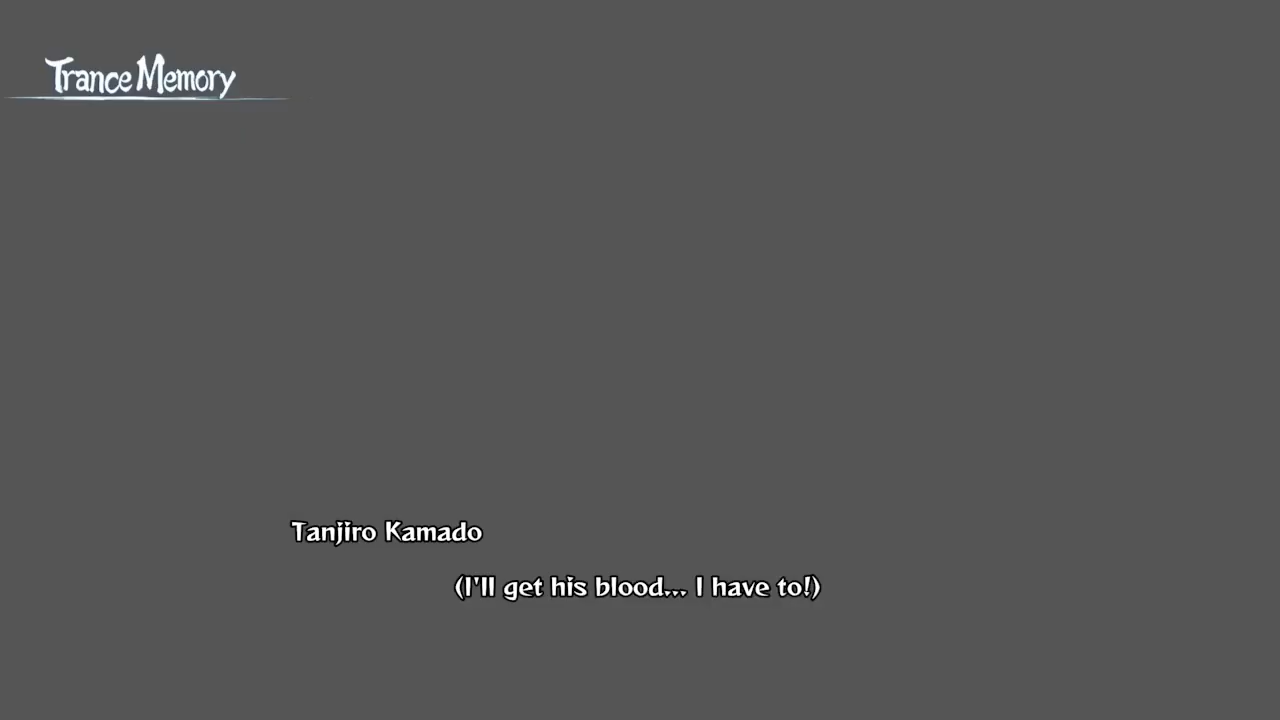 Trance Memory
Tanjiro Kamado
(I'll get his blood... I have to!)